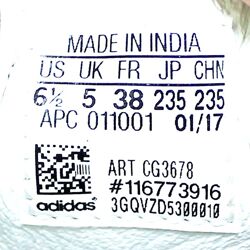 MADE IN INDIA
US UK FR JP CHN
6½ 5 38 235 235
APC 011001 01/17
ART CG3678
#116773916
adidas 3GQVZD5300010